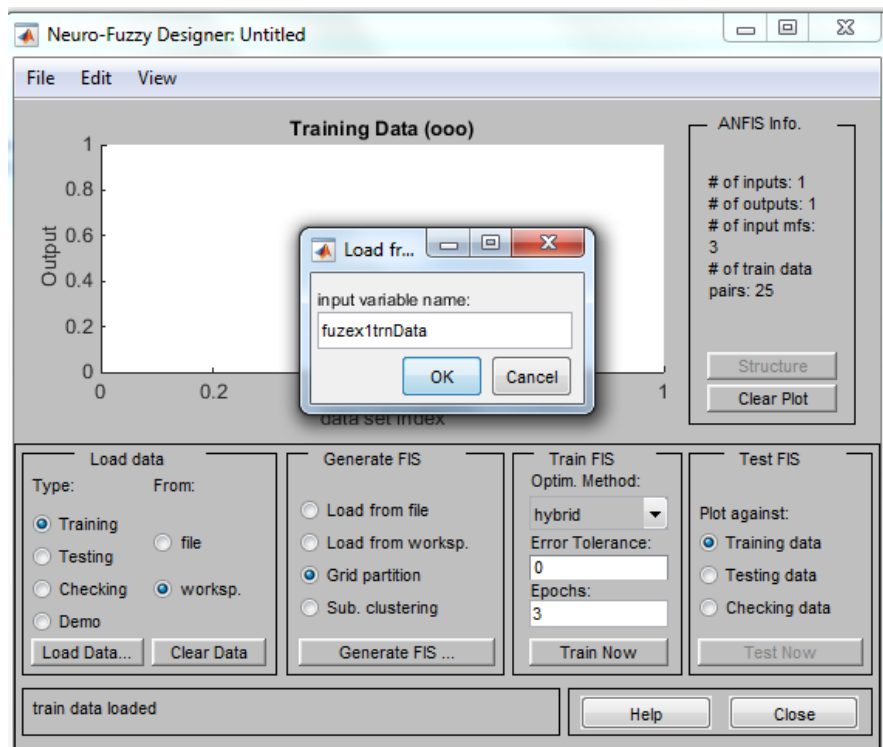 Neuro-Fuzzy Designer: Untitled
File Edit View
Training Data (ooo)
Output
1
0.8
0.6
0.4
0.2
0
0 0.2 1
data set index
Load fr...
input variable name:
fuzex1trnData
OK Cancel
ANFIS Info.
# of inputs: 1
# of outputs: 1
# of input mfs:
3
# of train data
pairs: 25
Structure
Clear Plot
Load data
Type: From:
Training
Testing
Checking
Demo
file
worksp.
Load Data... Clear Data
Generate FIS
Load from file
Load from worksp.
Grid partition
Sub. clustering
Generate FIS ...
Train FIS
Optim. Method:
hybrid
Error Tolerance:
0
Epochs:
3
Train Now
Test FIS
Plot against:
Training data
Testing data
Checking data
Test Now
train data loaded
Help Close